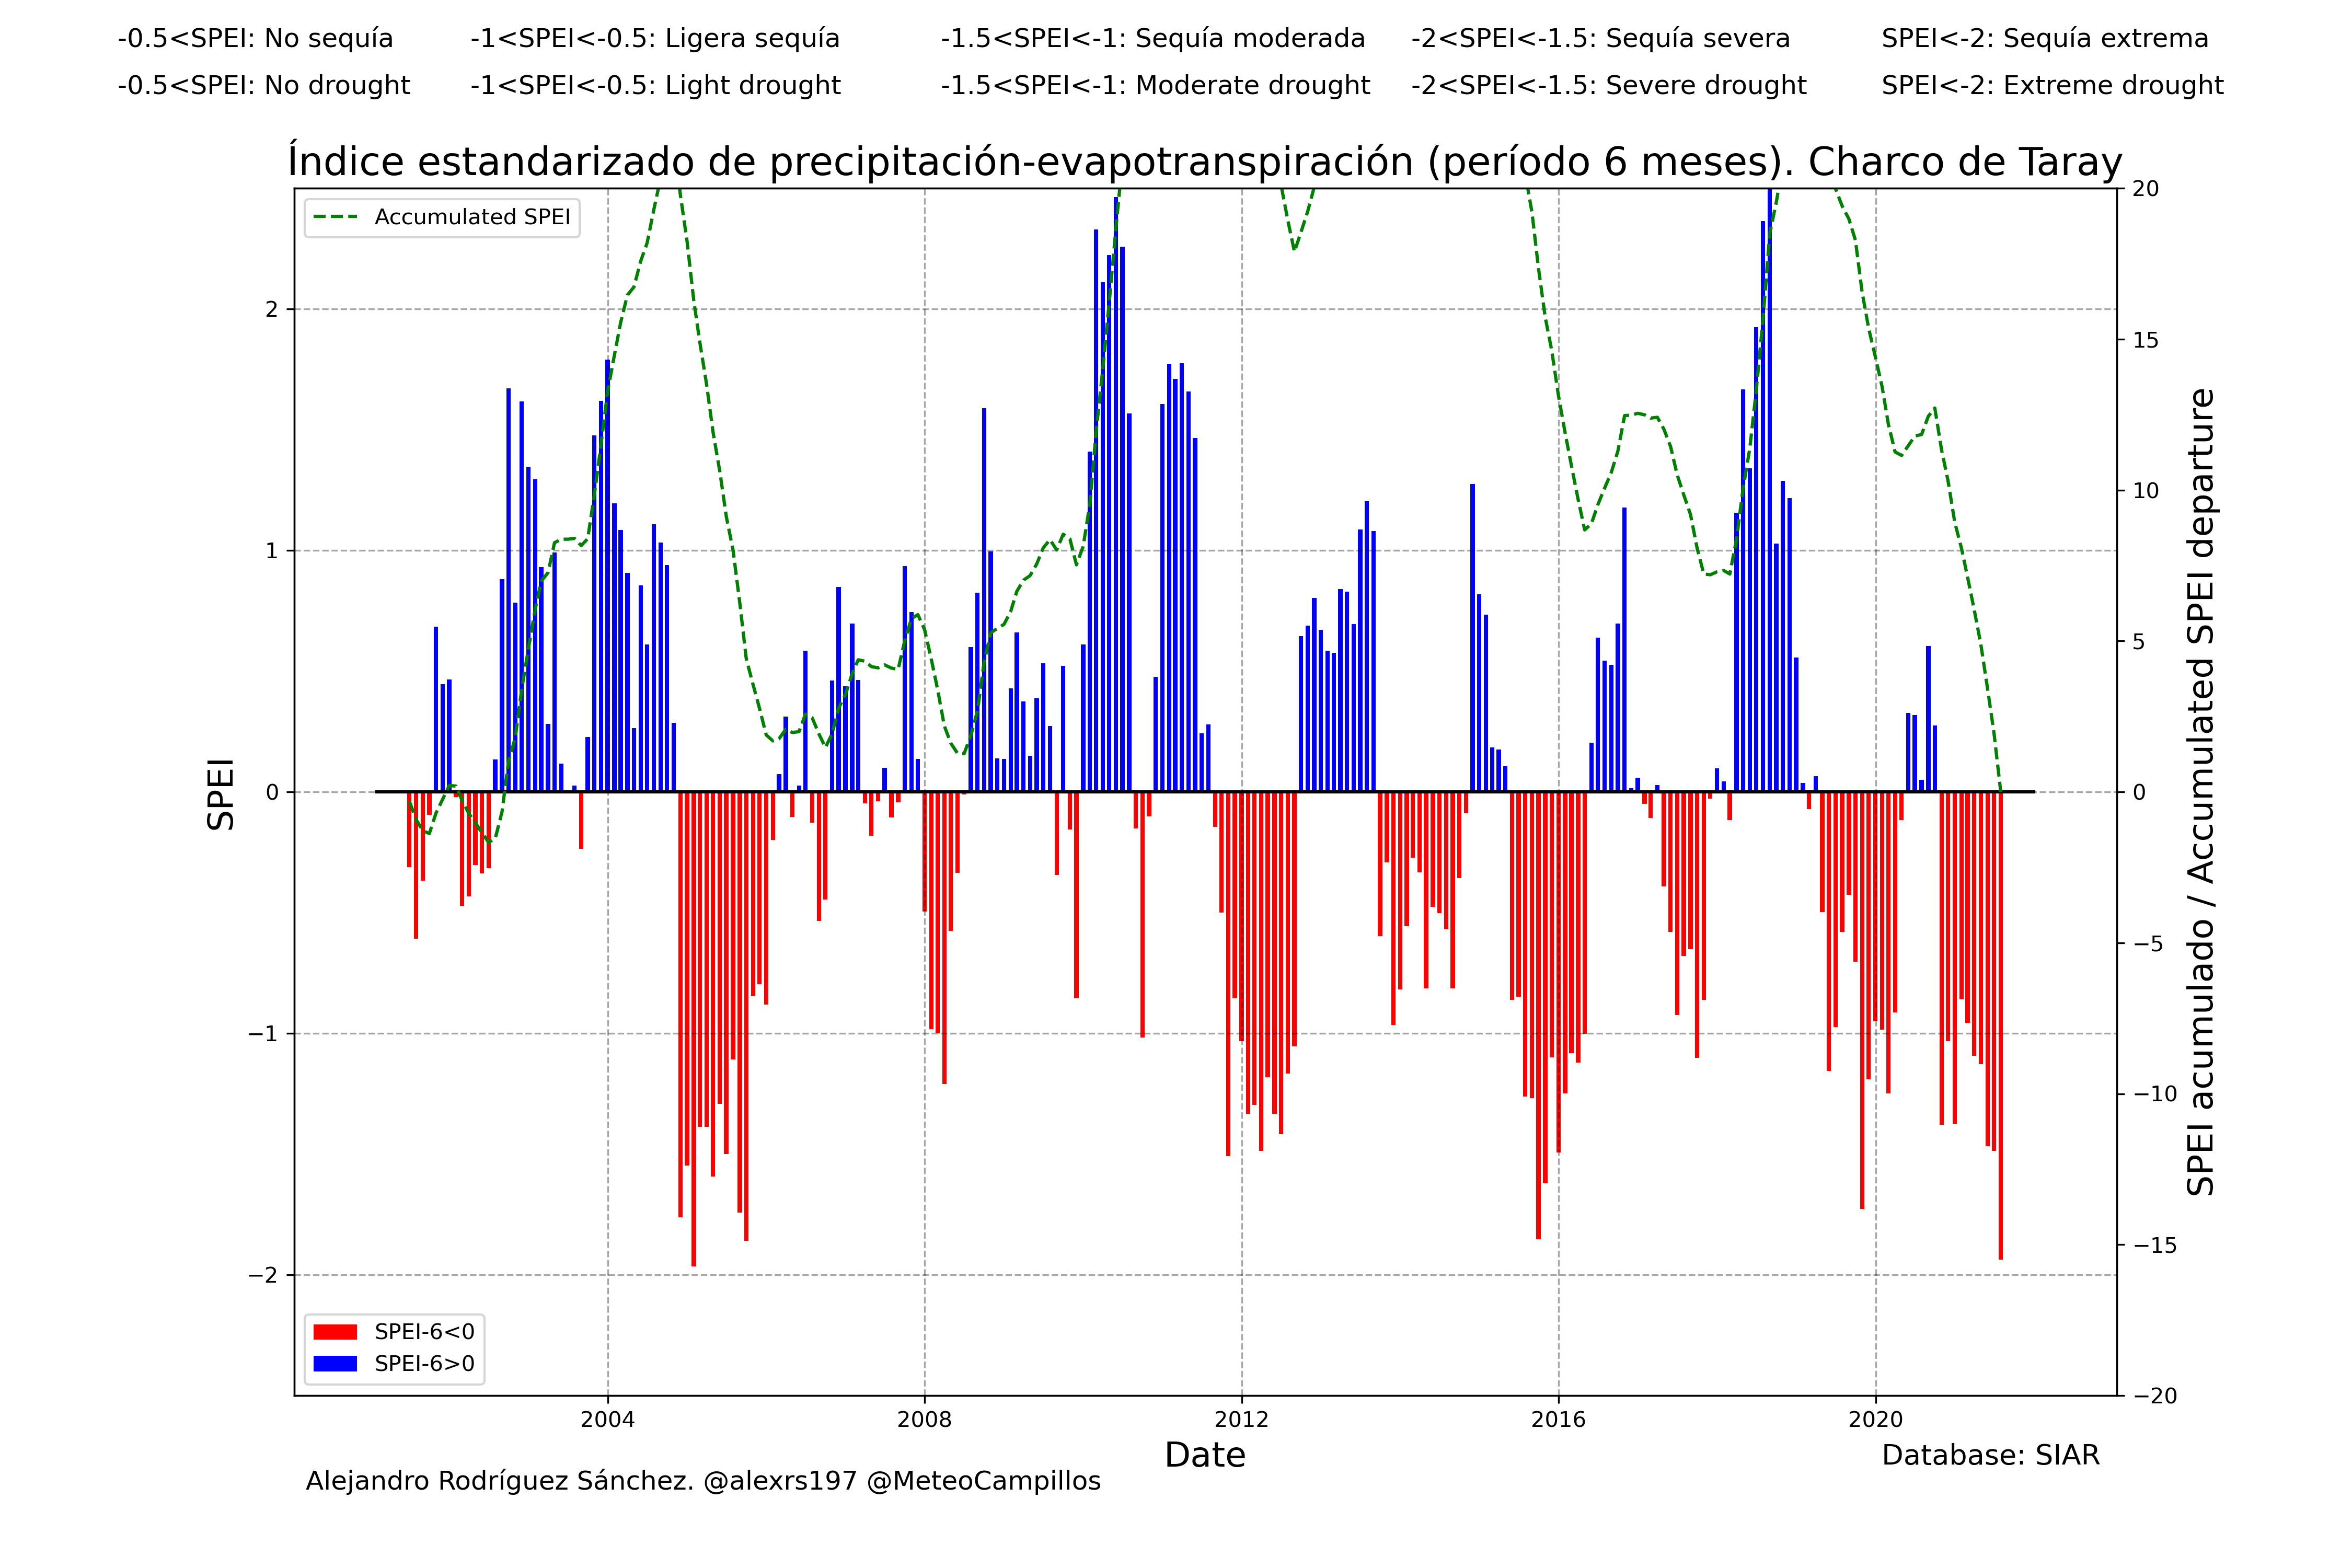 -0.5<SPEI: No sequía -1<SPEI<-0.5: Ligera sequía -1.5<SPEI<-1: Sequía moderada -2<SPEI<-1.5: Sequía severa SPEI<-2: Sequía extrema
-0.5<SPEI: No drought -1<SPEI<-0.5: Light drought -1.5<SPEI<-1: Moderate drought -2<SPEI<-1.5: Severe drought SPEI<-2: Extreme drought
Índice estandarizado de precipitación-evapotranspiración (período 6 meses). Charco de Taray
Accumulated SPEI
SPEI
2
1
0
−1
−2
20
15
10
5
0
−5
−10
−15
−20
SPEI acumulado / Accumulated SPEI departure
SPEI-6<0
SPEI-6>0
2004 2008 2012 2016 2020
Date
Database: SIAR
Alejandro Rodríguez Sánchez. @alexrs197 @MeteoCampillos